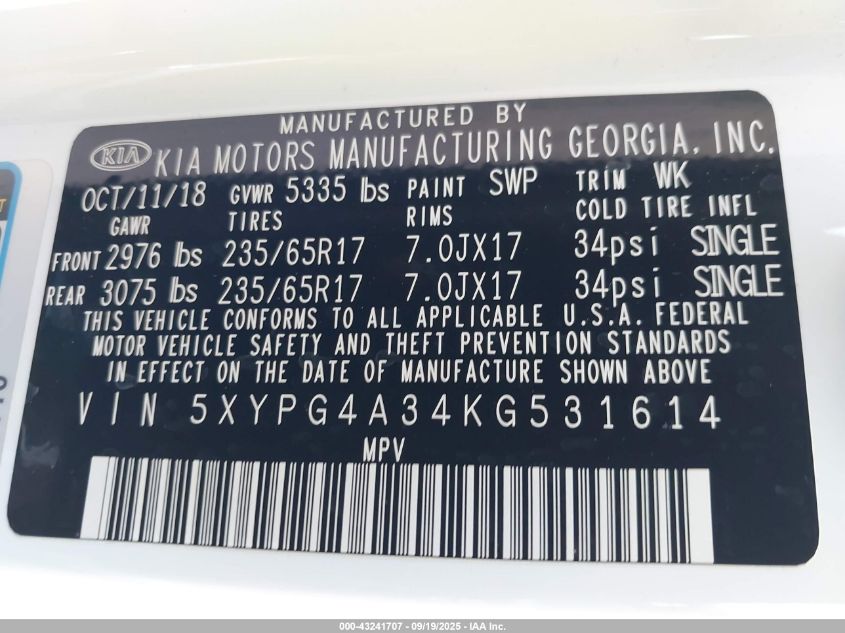 MANUFACTURED BY
KIA KIA MOTORS MANUFACTURING GEORGIA, INC.
OCT/11/18 GVWR 5335 lbs PAINT SWP TRIM WK
GAWR TIRES RIMS COLD TIRE INFL
FRONT 2976 lbs 235/65R17 7.0JX17 34psi SINGLE
REAR 3075 lbs 235/65R17 7.0JX17 34psi SINGLE
THIS VEHICLE CONFORMS TO ALL APPLICABLE U.S.A. FEDERAL
MOTOR VEHICLE SAFETY AND THEFT PREVENTION STANDARDS
IN EFFECT ON THE DATE OF MANUFACTURE SHOWN ABOVE
VIN 5XYPG4A34KG531614
MPV
000-43241707 - 09/19/2025 - IAA Inc.